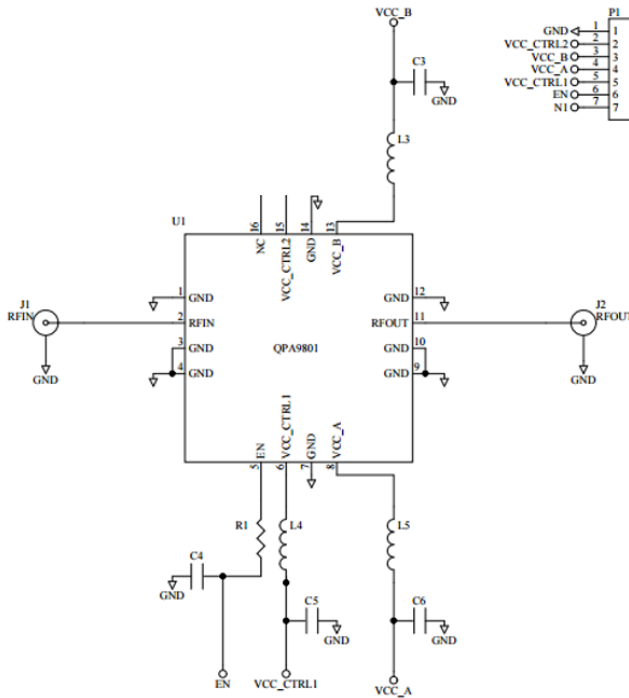 VCC_B
P1
GND 1 1
VCC_CTRL2 2 2
VCC_B 3 3
VCC_A 4 4
VCC_CTRL1 5 5
EN 6 6
N1 7 7
C3
GND
L3
U1
16 15 14 13
NC VCC_CTRL2 GND VCC_B
J1
RFIN
GND
1 GND
2 RFIN
3 GND
4 GND
QPA9801
GND 12
RFOUT 11
GND 10
GND 9
J2
RFOUT
GND
EN VCC_CTRL1 GND VCC_A
5 6 7 8
R1
L4
L5
C4
GND
C5
GND
C6
GND
EN
VCC_CTRL1
VCC_A